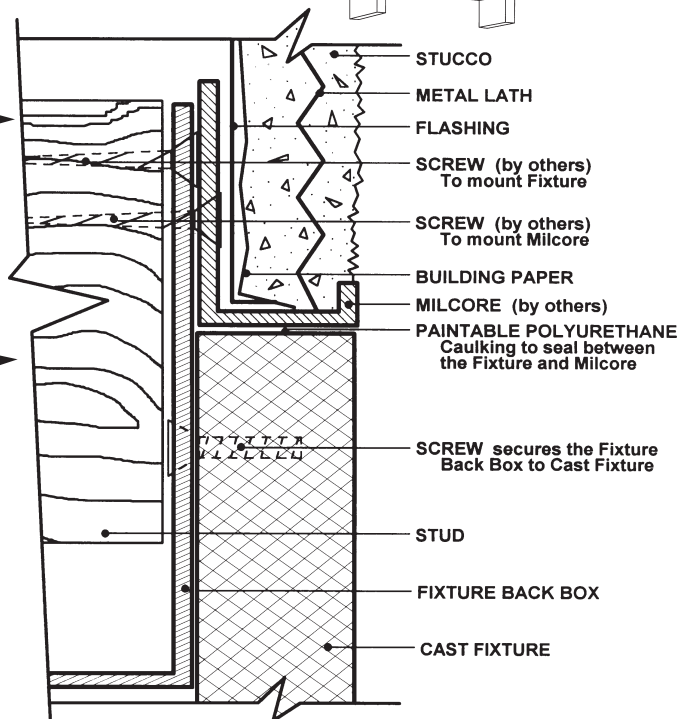 STUCCO
METAL LATH
FLASHING
SCREW (by others)
To mount Fixture
SCREW (by others)
To mount Milcore
BUILDING PAPER
MILCORE (by others)
PAINTABLE POLYURETHANE
Caulking to seal between
the Fixture and Milcore
SCREW secures the Fixture
Back Box to Cast Fixture
STUD
FIXTURE BACK BOX
CAST FIXTURE